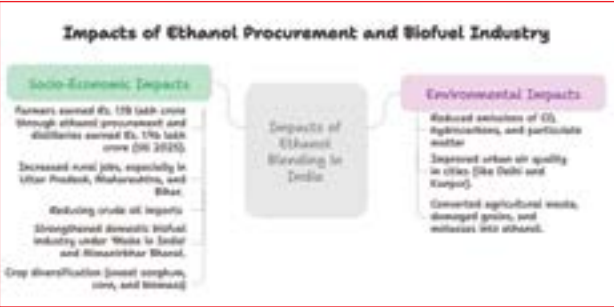 Impacts of Ethanol Procurement and Biofuel Industry
Socio-Economic Impacts
Farmers earned Rs. 1.18 lakh crore
through ethanol procurement and
distilleries earned Rs. 1.96 lakh
crore (till 2025).
Increased rural jobs, especially in
Uttar Pradesh, Maharashtra, and
Bihar.
Reducing crude oil imports
Strengthened domestic biofuel
industry under 'Make in India'
and Atmanirbhar Bharat.
Crop diversification (sweet sorghum,
corn, and biomass)
Impacts of
Ethanol
Blending in
India
Environmental Impacts
Reduced emissions of CO,
hydrocarbons, and particulate
matter
Improved urban air quality
in cities (like Delhi and
Kanpur).
Converted agricultural waste,
damaged grains, and
molasses into ethanol.